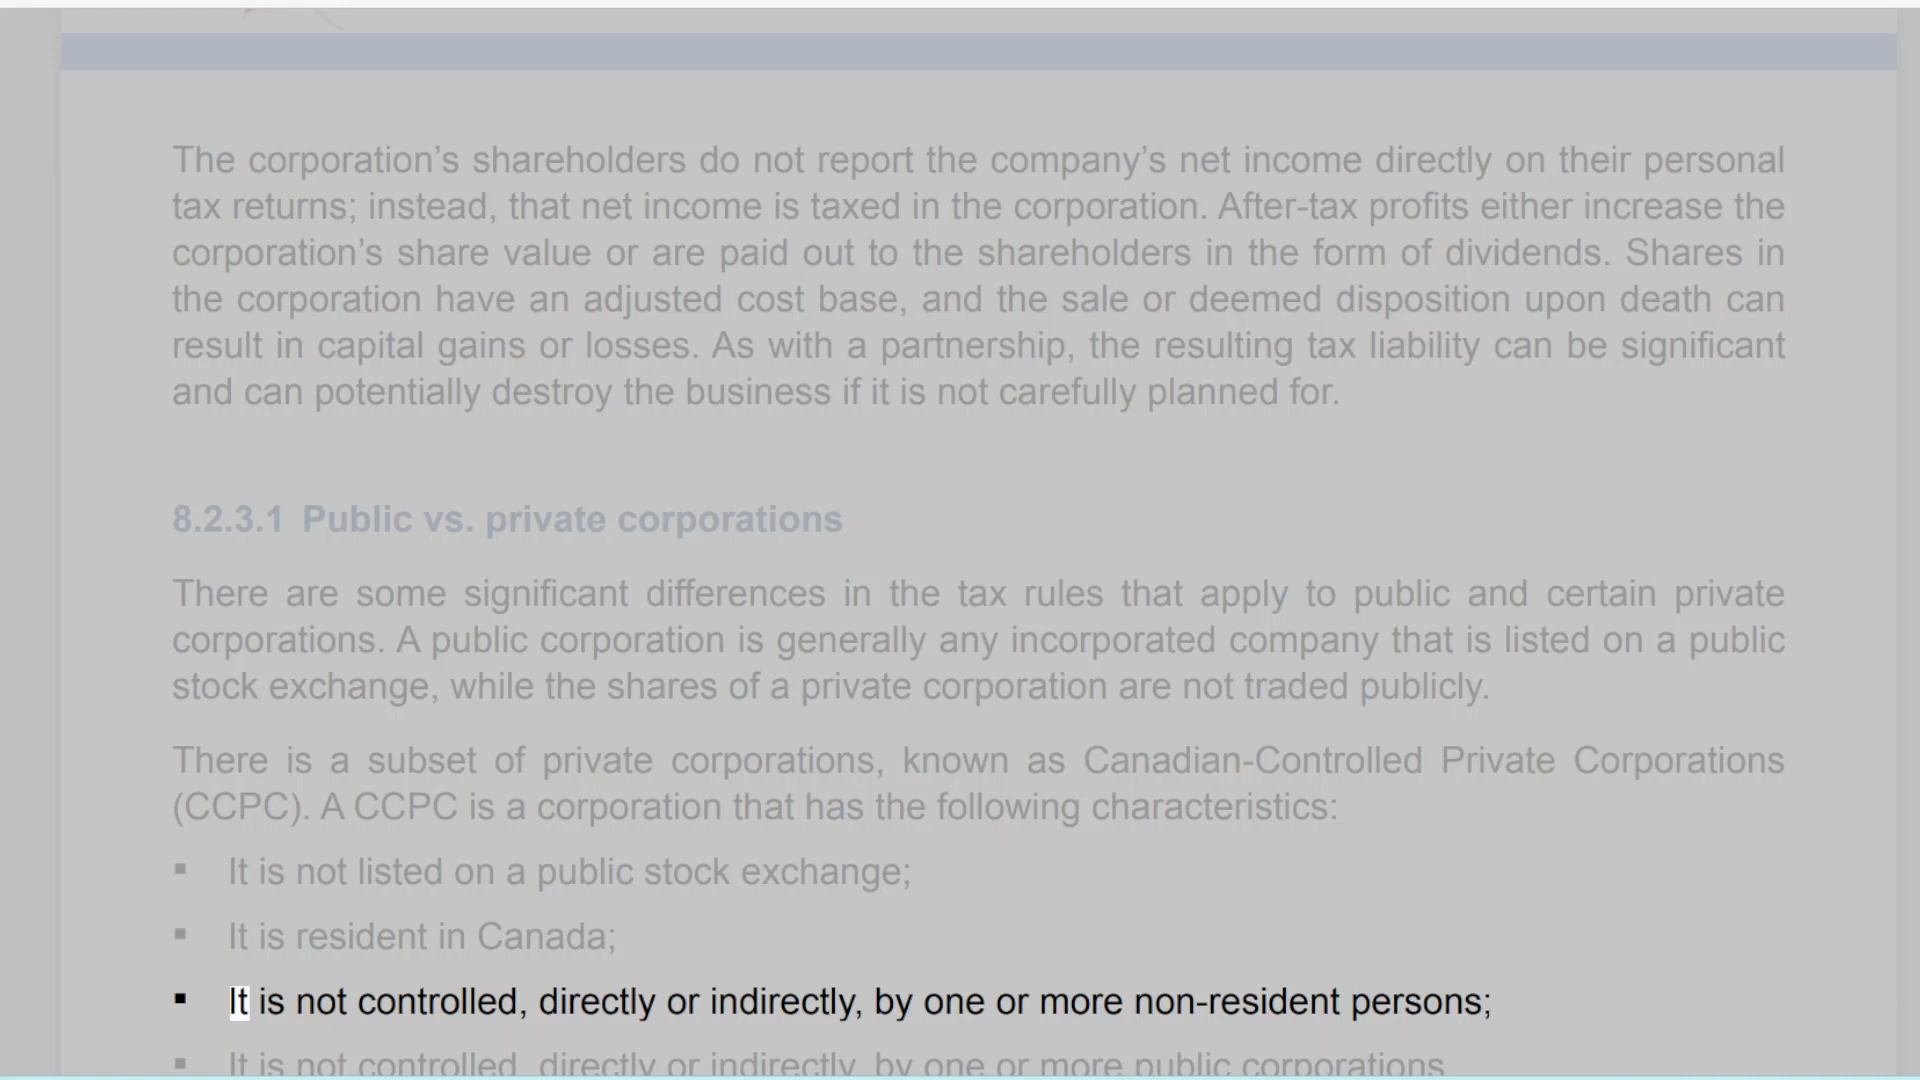 The corporation’s shareholders do not report the company’s net income directly on their personal
tax returns; instead, that net income is taxed in the corporation. After-tax profits either increase the
corporation’s share value or are paid out to the shareholders in the form of dividends. Shares in
the corporation have an adjusted cost base, and the sale or deemed disposition upon death can
result in capital gains or losses. As with a partnership, the resulting tax liability can be significant
and can potentially destroy the business if it is not carefully planned for.
8.2.3.1 Public vs. private corporations
There are some significant differences in the tax rules that apply to public and certain private
corporations. A public corporation is generally any incorporated company that is listed on a public
stock exchange, while the shares of a private corporation are not traded publicly.
There is a subset of private corporations, known as Canadian-Controlled Private Corporations
(CCPC). A CCPC is a corporation that has the following characteristics:
▪ It is not listed on a public stock exchange;
▪ It is resident in Canada;
▪ It is not controlled, directly or indirectly, by one or more non-resident persons;
▪ It is not controlled, directly or indirectly, by one or more public corporations